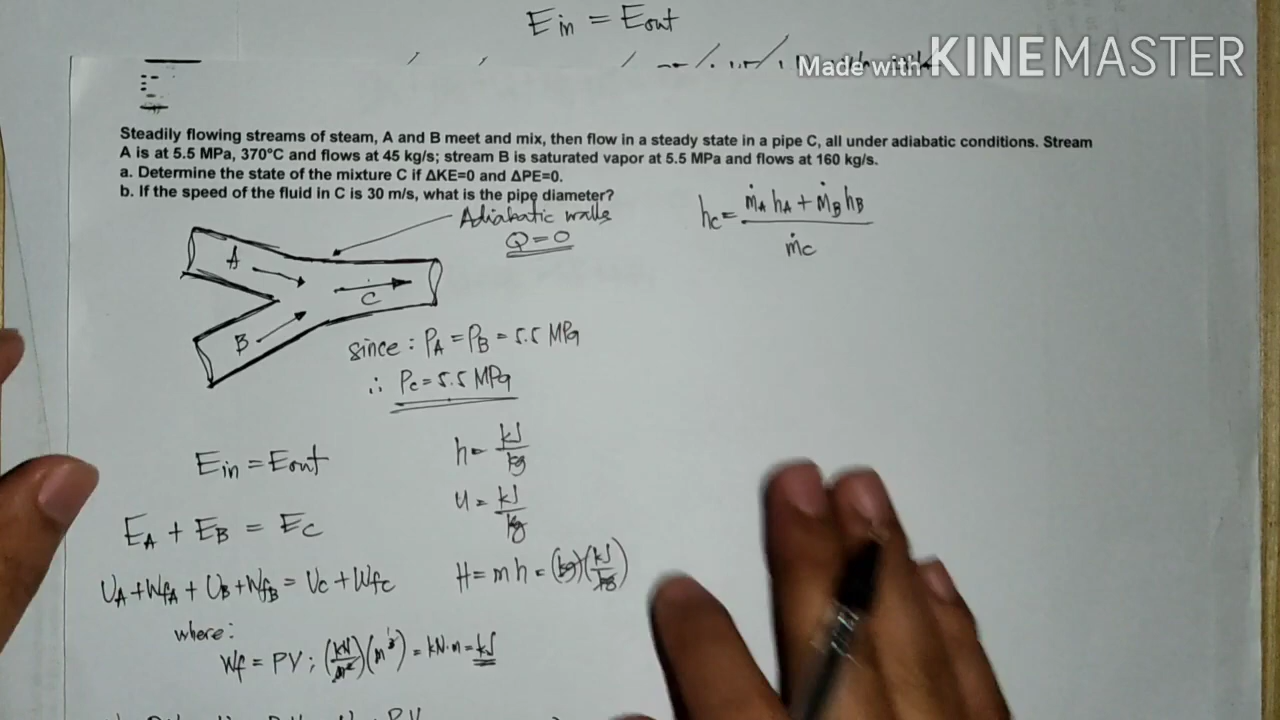 E in = E out
Made with KINEMASTER
Steadily flowing streams of steam, A and B meet and mix, then flow in a steady state in a pipe C, all under adiabatic conditions. Stream
A is at 5.5 MPa, 370°C and flows at 45 kg/s; stream B is saturated vapor at 5.5 MPa and flows at 160 kg/s.
a. Determine the state of the mixture C if ΔKE=0 and ΔPE=0.
b. If the speed of the fluid in C is 30 m/s, what is the pipe diameter?
Adiabatic walls
Q = 0
hc = ṁA hA + ṁB hB / ṁc
A
C
B
since: PA = PB = 5.5 MPa
∴ Pc = 5.5 MPa
Ein = Eout
h = kJ/kg
u = kJ/kg
EA + EB = EC
H = mh = (kg)(kJ/kg)
UA + WfA + UB + WfB = Uc + Wfc
where:
Wf = PV; (kN/m²)(m³) = kN·m = kJ